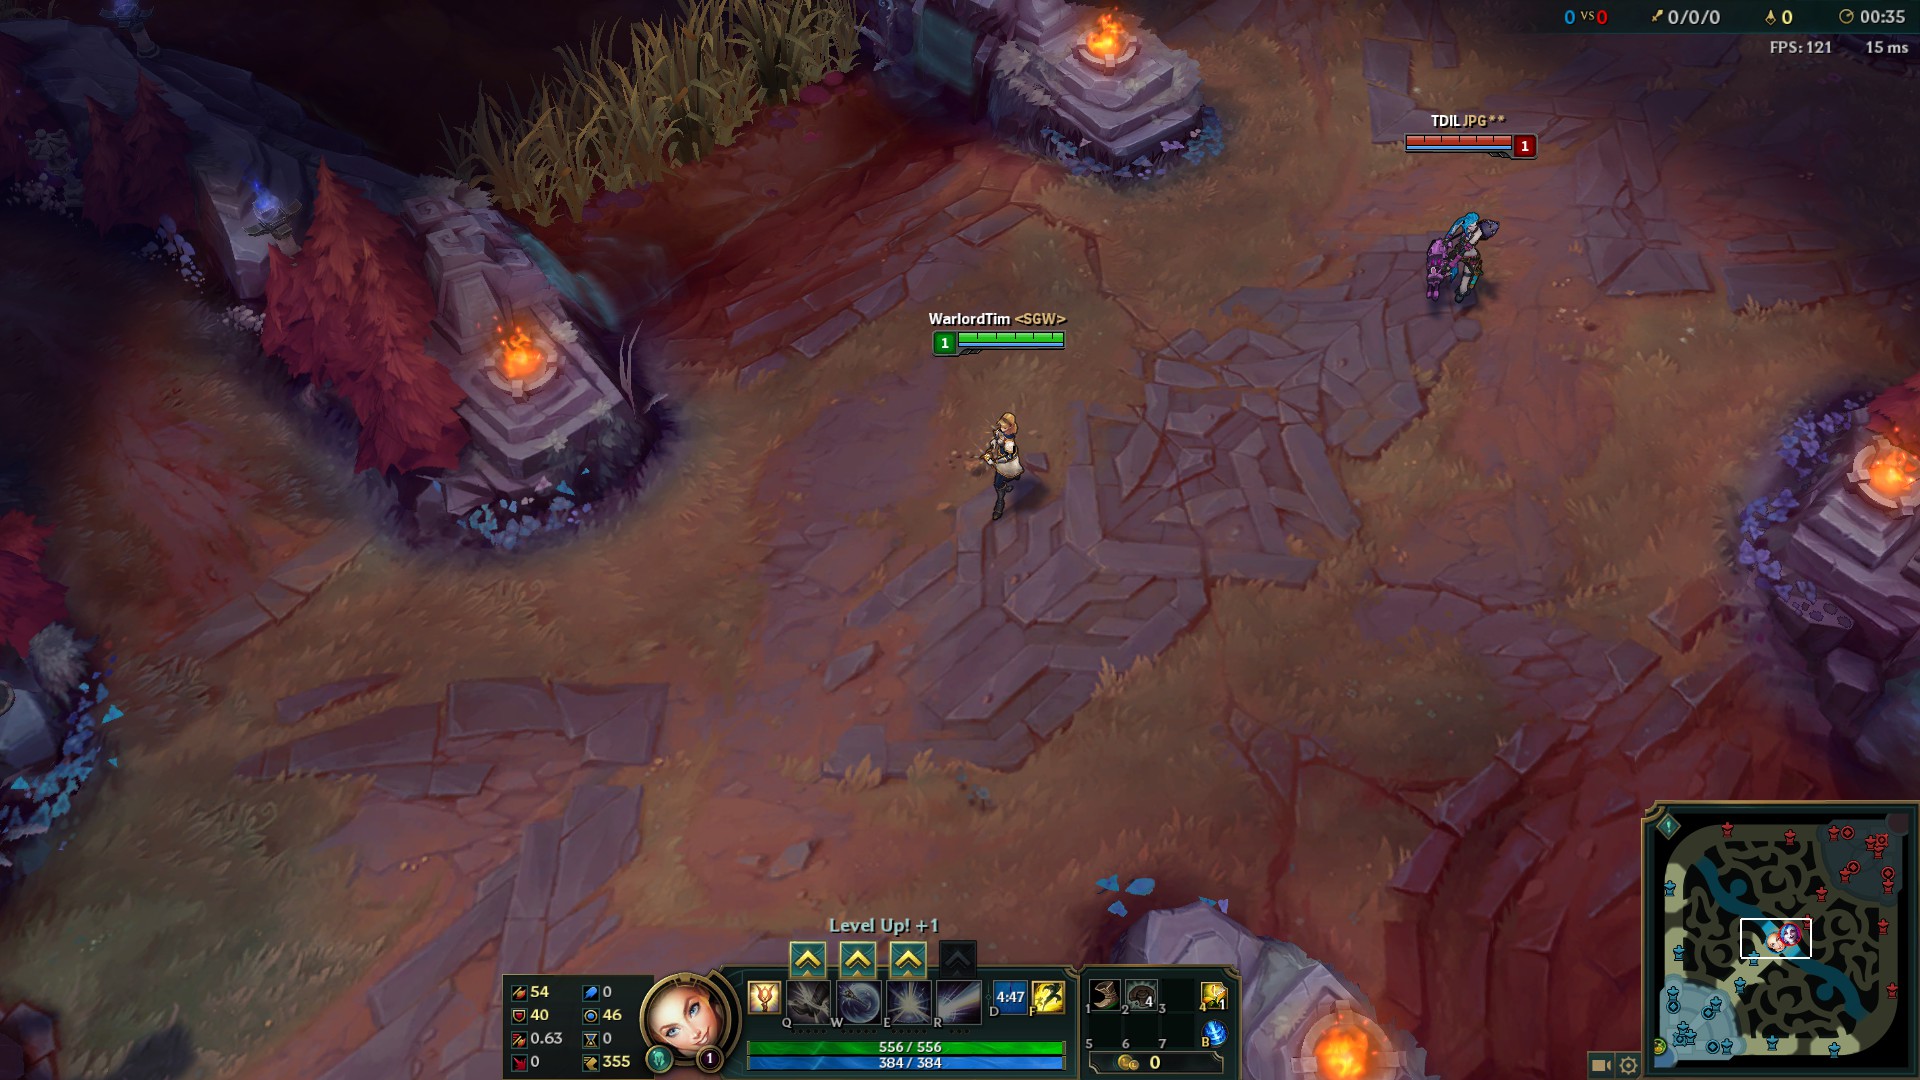 0 VS 0 0/0/0 0 00:35
FPS: 121 15 ms
TDIL JPG**
1
WarlordTim <SGW>
1
Level Up! +1
54 0
40 46
0.63 0
0 355
1
Q W E R
4:47
D F
1 2 4 3 4 1
5 6 7 B
556 / 556
384 / 384
0